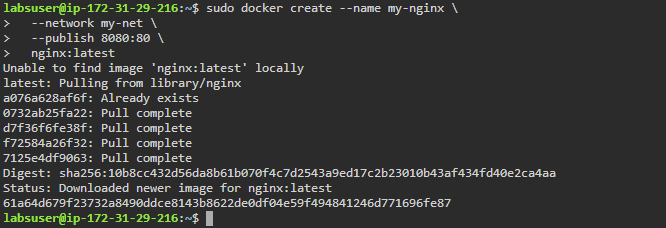 labsuser@ip-172-31-29-216:~$ sudo docker create --name my-nginx \
>   --network my-net \
>   --publish 8080:80 \
>   nginx:latest
Unable to find image 'nginx:latest' locally
latest: Pulling from library/nginx
a076a628af6f: Already exists
0732ab25fa22: Pull complete
d7f36f6fe38f: Pull complete
f72584a26f32: Pull complete
7125e4df9063: Pull complete
Digest: sha256:10b8cc432d56da8b61b070f4c7d2543a9ed17c2b23010b43af434fd40e2ca4aa
Status: Downloaded newer image for nginx:latest
61a64d679f23732a8490ddce8143b8622de0df04e59f494841246d771696fe87
labsuser@ip-172-31-29-216:~$